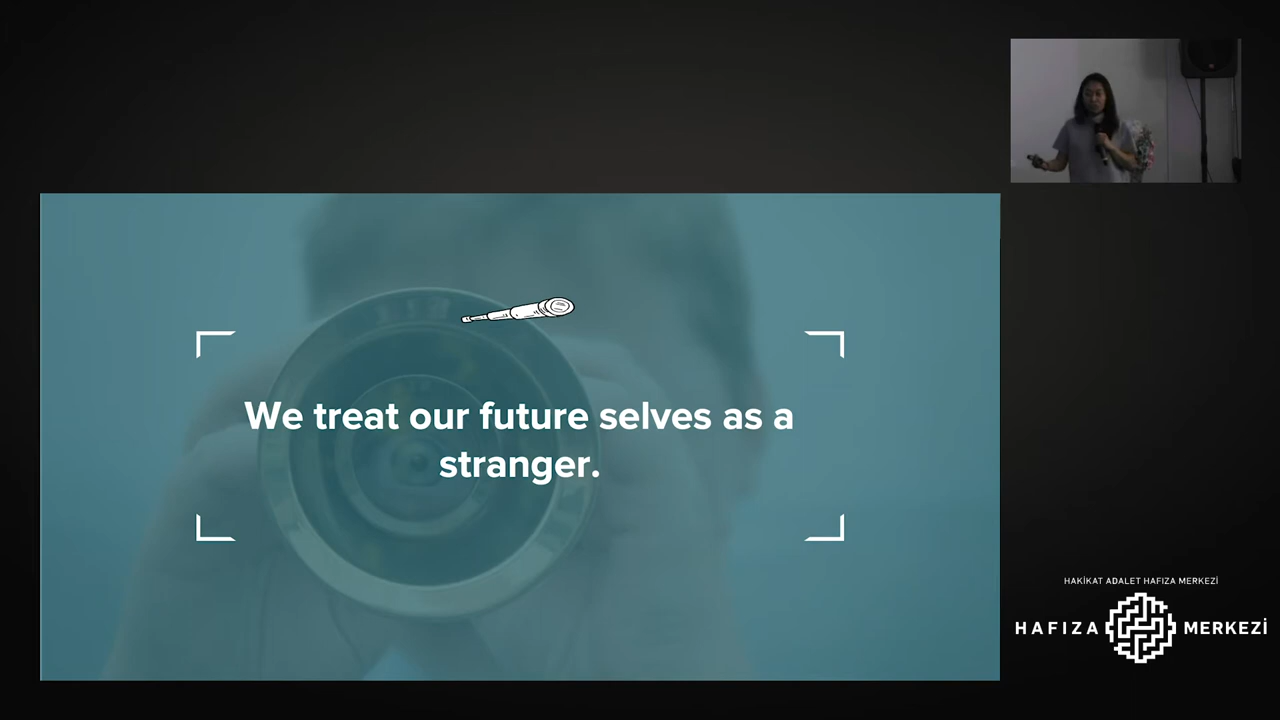 We treat our future selves as a
stranger.
HAKİKAT ADALET HAFIZA MERKEZİ
HAFIZA MERKEZİ